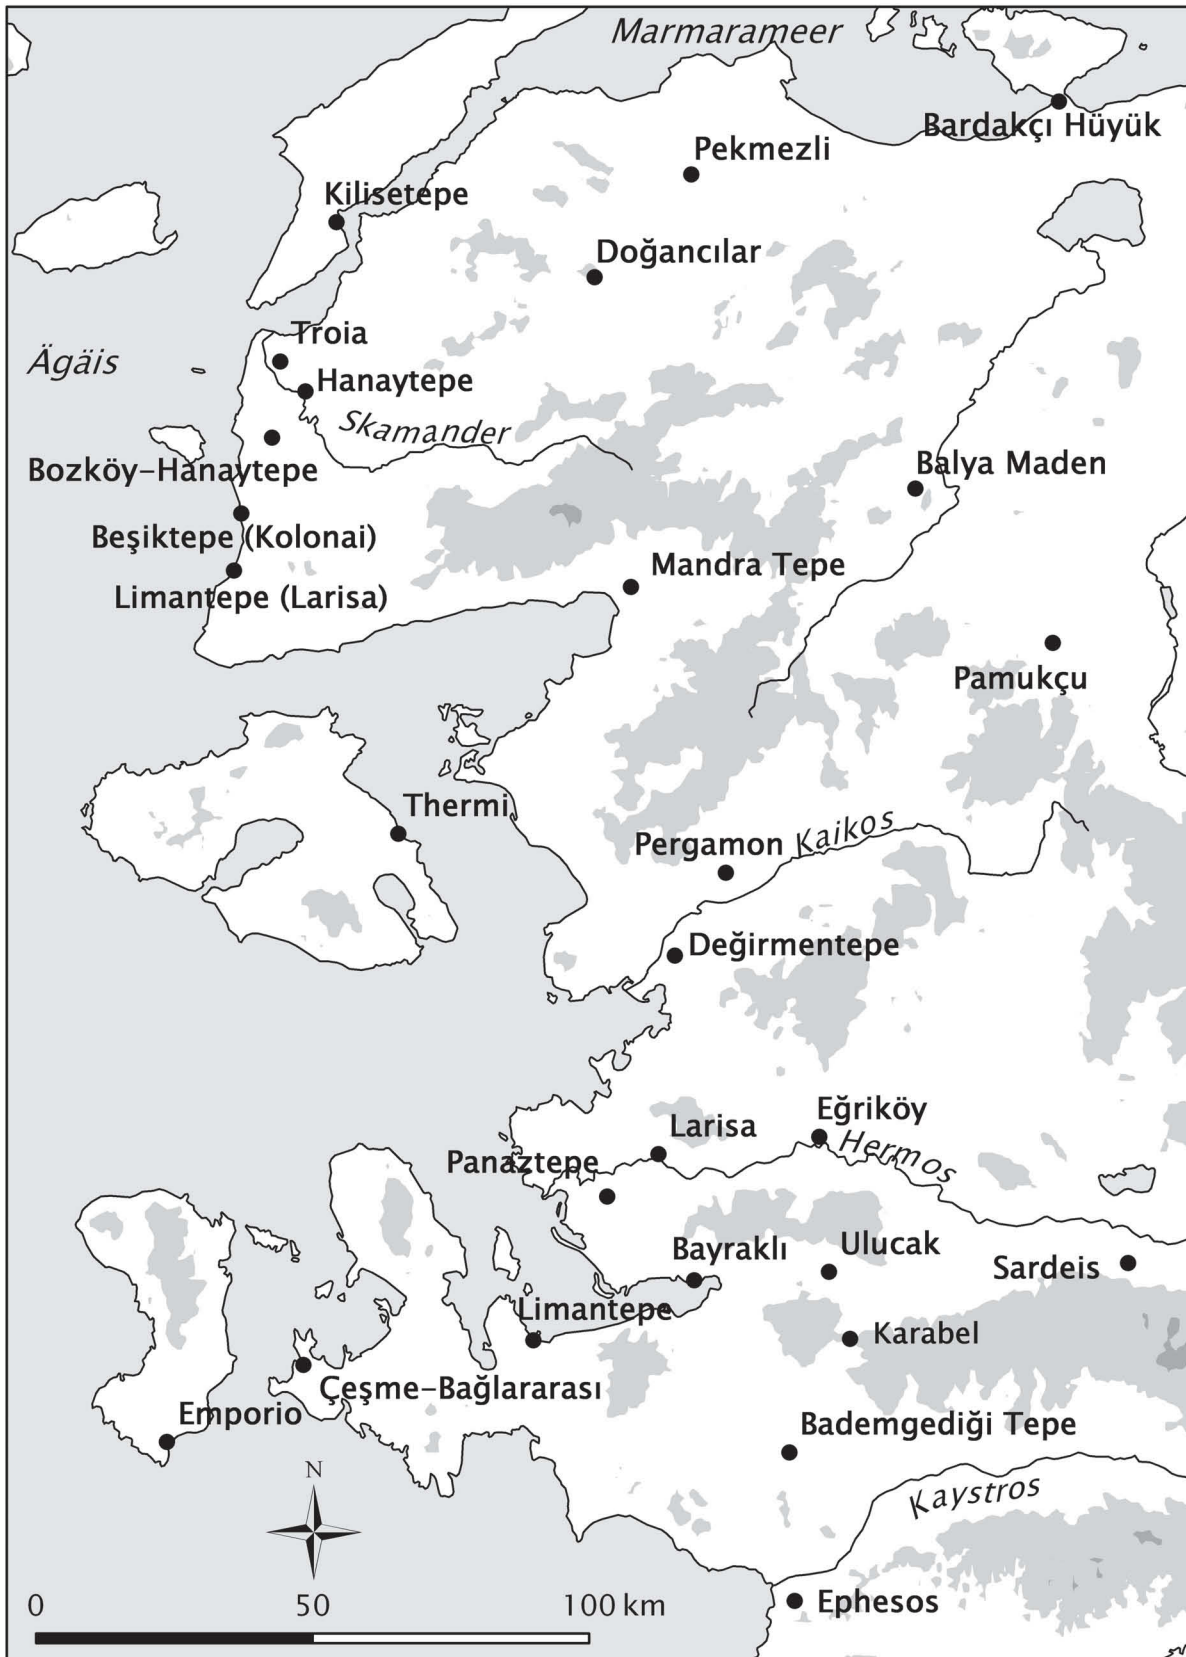 Marmarameer
Bardakçı Hüyük
Pekmezli
Kilisetepe
Doğancılar
Troia
Ägäis
Hanaytepe
Skamander
Bozköy-Hanaytepe
Balya Maden
Beşiktepe (Kolonai)
Mandra Tepe
Limantepe (Larisa)
Pamukçu
Thermi
Pergamon
Kaikos
Değirmentepe
Eğriköy
Larisa
Hermos
Panaztepe
Bayraklı
Ulucak
Sardeis
Limantepe
Karabel
Çeşme-Bağlararası
Emporio
Bademgediği Tepe
N
Kaystros
0 50 100 km
Ephesos